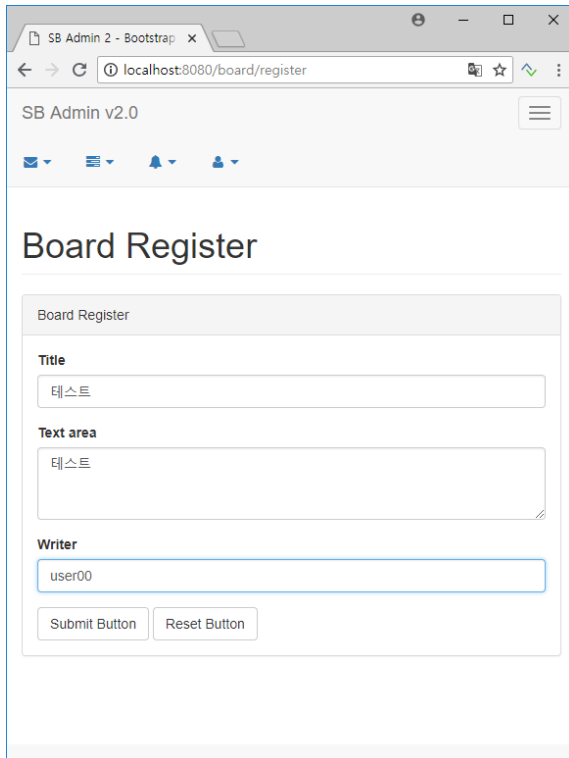 SB Admin 2 - Bootstrap
localhost:8080/board/register
SB Admin v2.0
Board Register
Board Register
Title
테스트
Text area
테스트
Writer
user00
Submit Button Reset Button